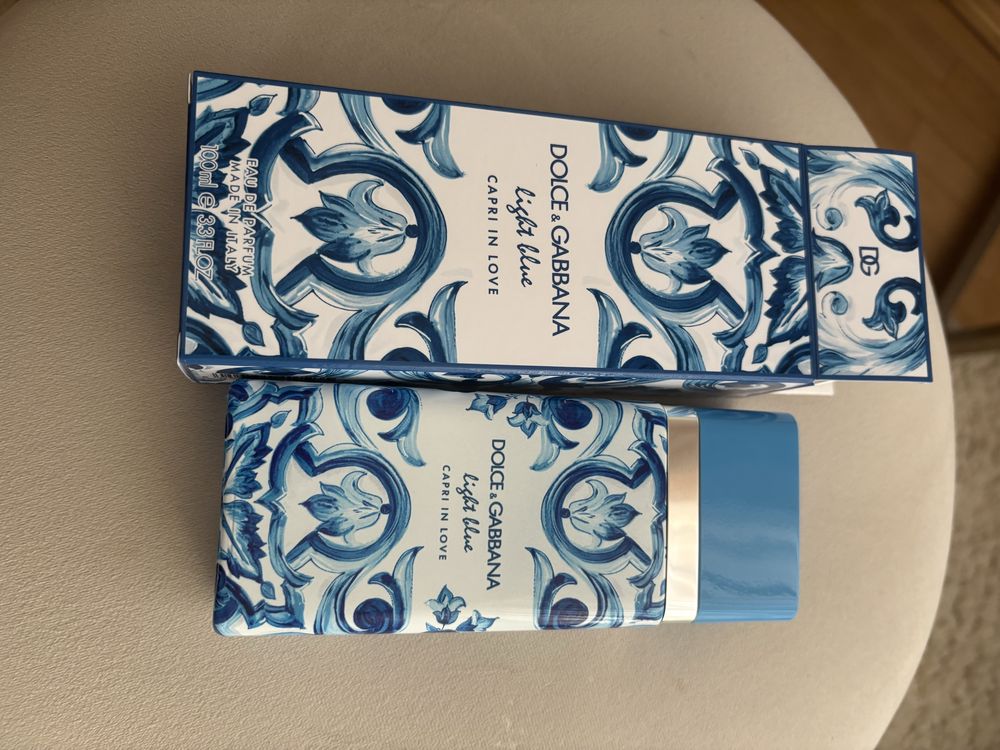 DG
DOLCE & GABBANA
light blue
CAPRI IN LOVE
EAU DE PARFUM
MADE IN ITALY
100ml e 3.3 FL.OZ.
DOLCE & GABBANA
light blue
CAPRI IN LOVE